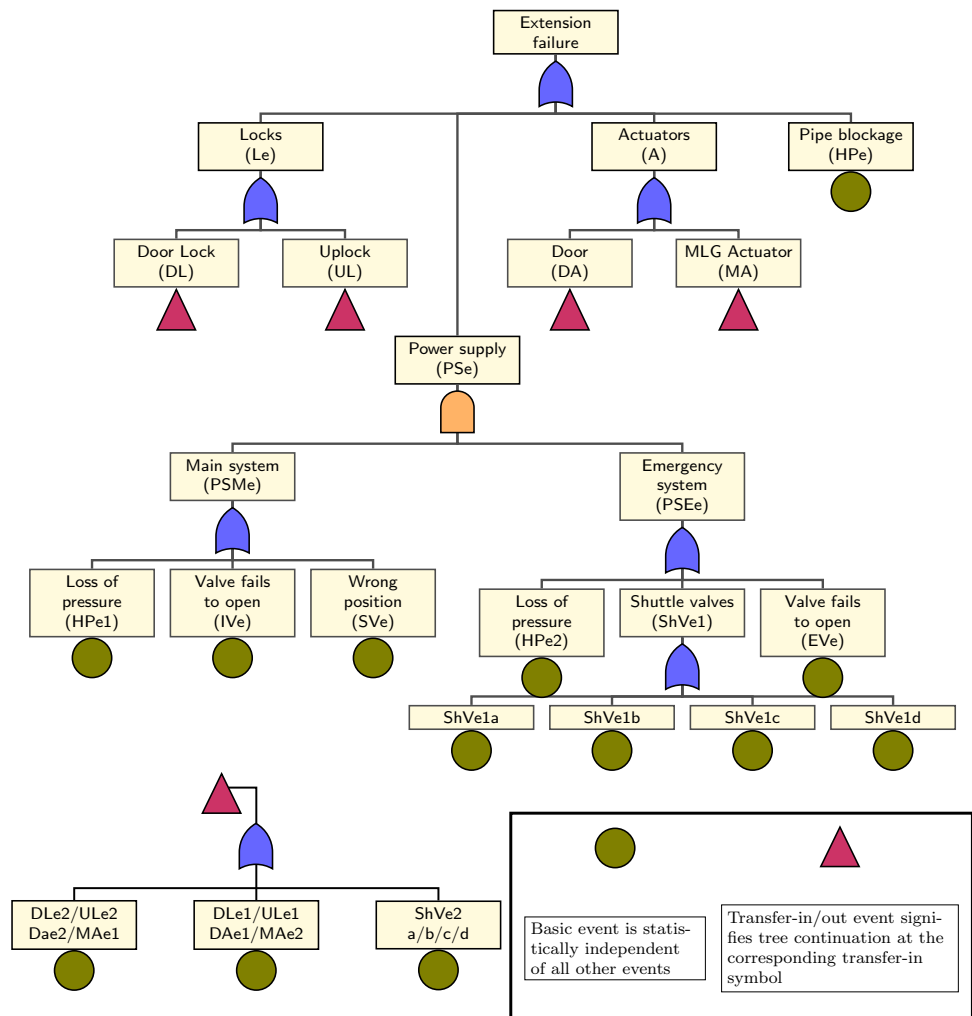 Extension
failure
Locks
(Le)
Actuators
(A)
Pipe blockage
(HPe)
Door Lock
(DL)
Uplock
(UL)
Door
(DA)
MLG Actuator
(MA)
Power supply
(PSe)
Main system
(PSMe)
Emergency
system
(PSEe)
Loss of
pressure
(HPe1)
Valve fails
to open
(IVe)
Wrong
position
(SVe)
Loss of
pressure
(HPe2)
Shuttle valves
(ShVe1)
Valve fails
to open
(EVe)
ShVe1a
ShVe1b
ShVe1c
ShVe1d
DLe2/ULe2
Dae2/MAe1
DLe1/ULe1
DAe1/MAe2
ShVe2
a/b/c/d
Basic event is statis-
tistically independent
of all other events
Transfer-in/out event signi-
fies tree continuation at the
corresponding transfer-in
symbol